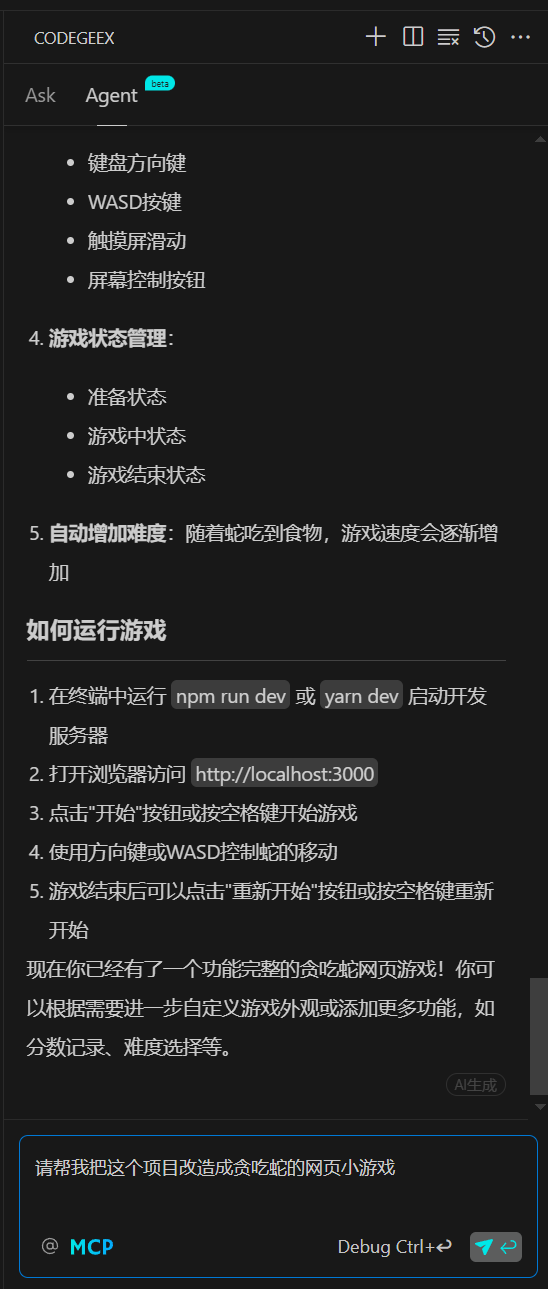 CODEGEEX
Ask Agent beta
• 键盘方向键
• WASD按键
• 触摸屏滑动
• 屏幕控制按钮
4. 游戏状态管理：
• 准备状态
• 游戏中状态
• 游戏结束状态
5. 自动增加难度：随着蛇吃到食物，游戏速度会逐渐增
加
如何运行游戏
1. 在终端中运行 npm run dev 或 yarn dev 启动开发
服务器
2. 打开浏览器访问 http://localhost:3000
3. 点击"开始"按钮或按空格键开始游戏
4. 使用方向键或WASD控制蛇的移动
5. 游戏结束后可以点击"重新开始"按钮或按空格键重新
开始
现在你已经有了一个功能完整的贪吃蛇网页游戏！你可
以根据需要进一步自定义游戏外观或添加更多功能，如
分数记录、难度选择等。
AI生成
请帮我把这个项目改造成贪吃蛇的网页小游戏
@ MCP Debug Ctrl+↩